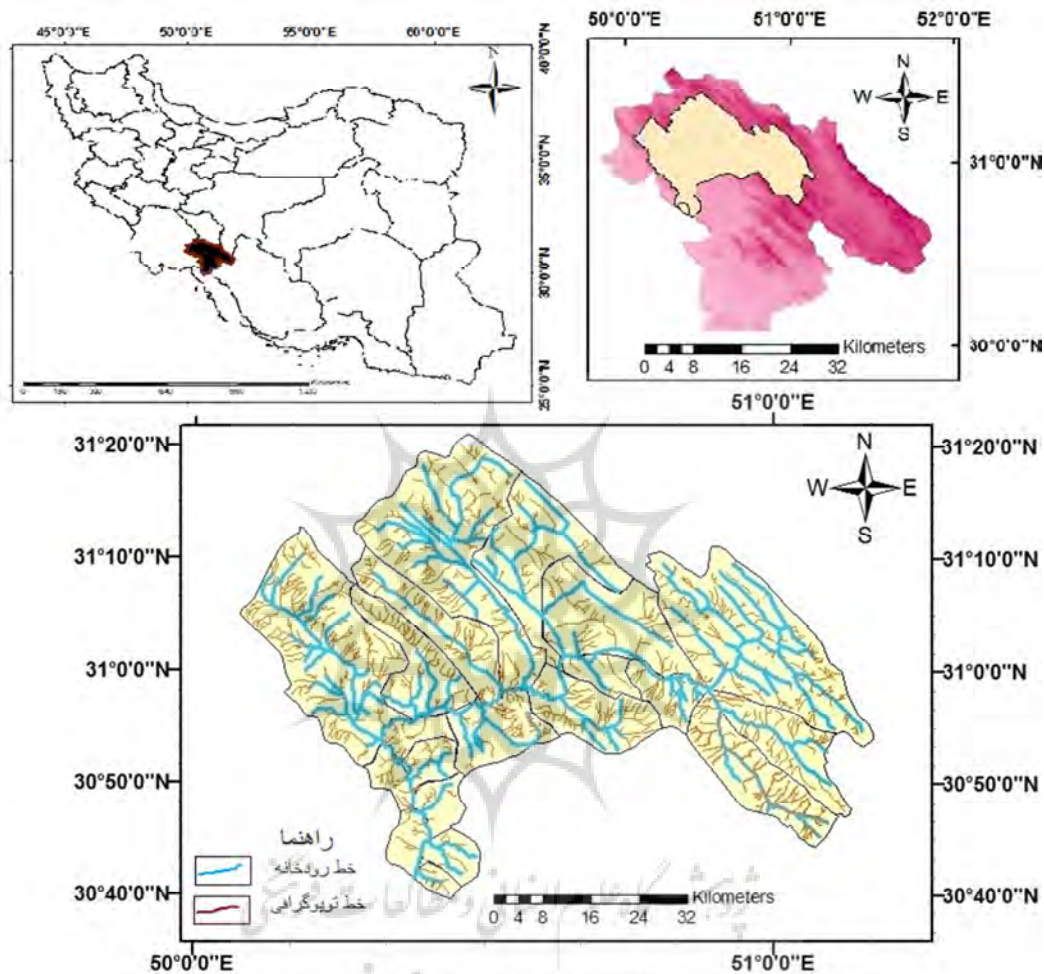 45°0'0"E 50°0'0"E 55°0'0"E 60°0'0"E
N
40°0'0"N
35°0'0"N
30°0'0"N
25°0'0"N
50°0'0"E 51°0'0"E 52°0'0"E
N
W E
S
31°0'0"N
30°0'0"N
Kilometers
0 4 8 16 24 32
51°0'0"E
31°20'0"N 31°20'0"N
N
W E
S
31°10'0"N 31°10'0"N
31°0'0"N 31°0'0"N
30°50'0"N 30°50'0"N
30°40'0"N 30°40'0"N
راهنما
خط رودخانه
خط توپوگرافی
Kilometers
0 4 8 16 24 32
پژوهشگاه علوم انسانی و مطالعات فرهنگی
50°0'0"E 51°0'0"E